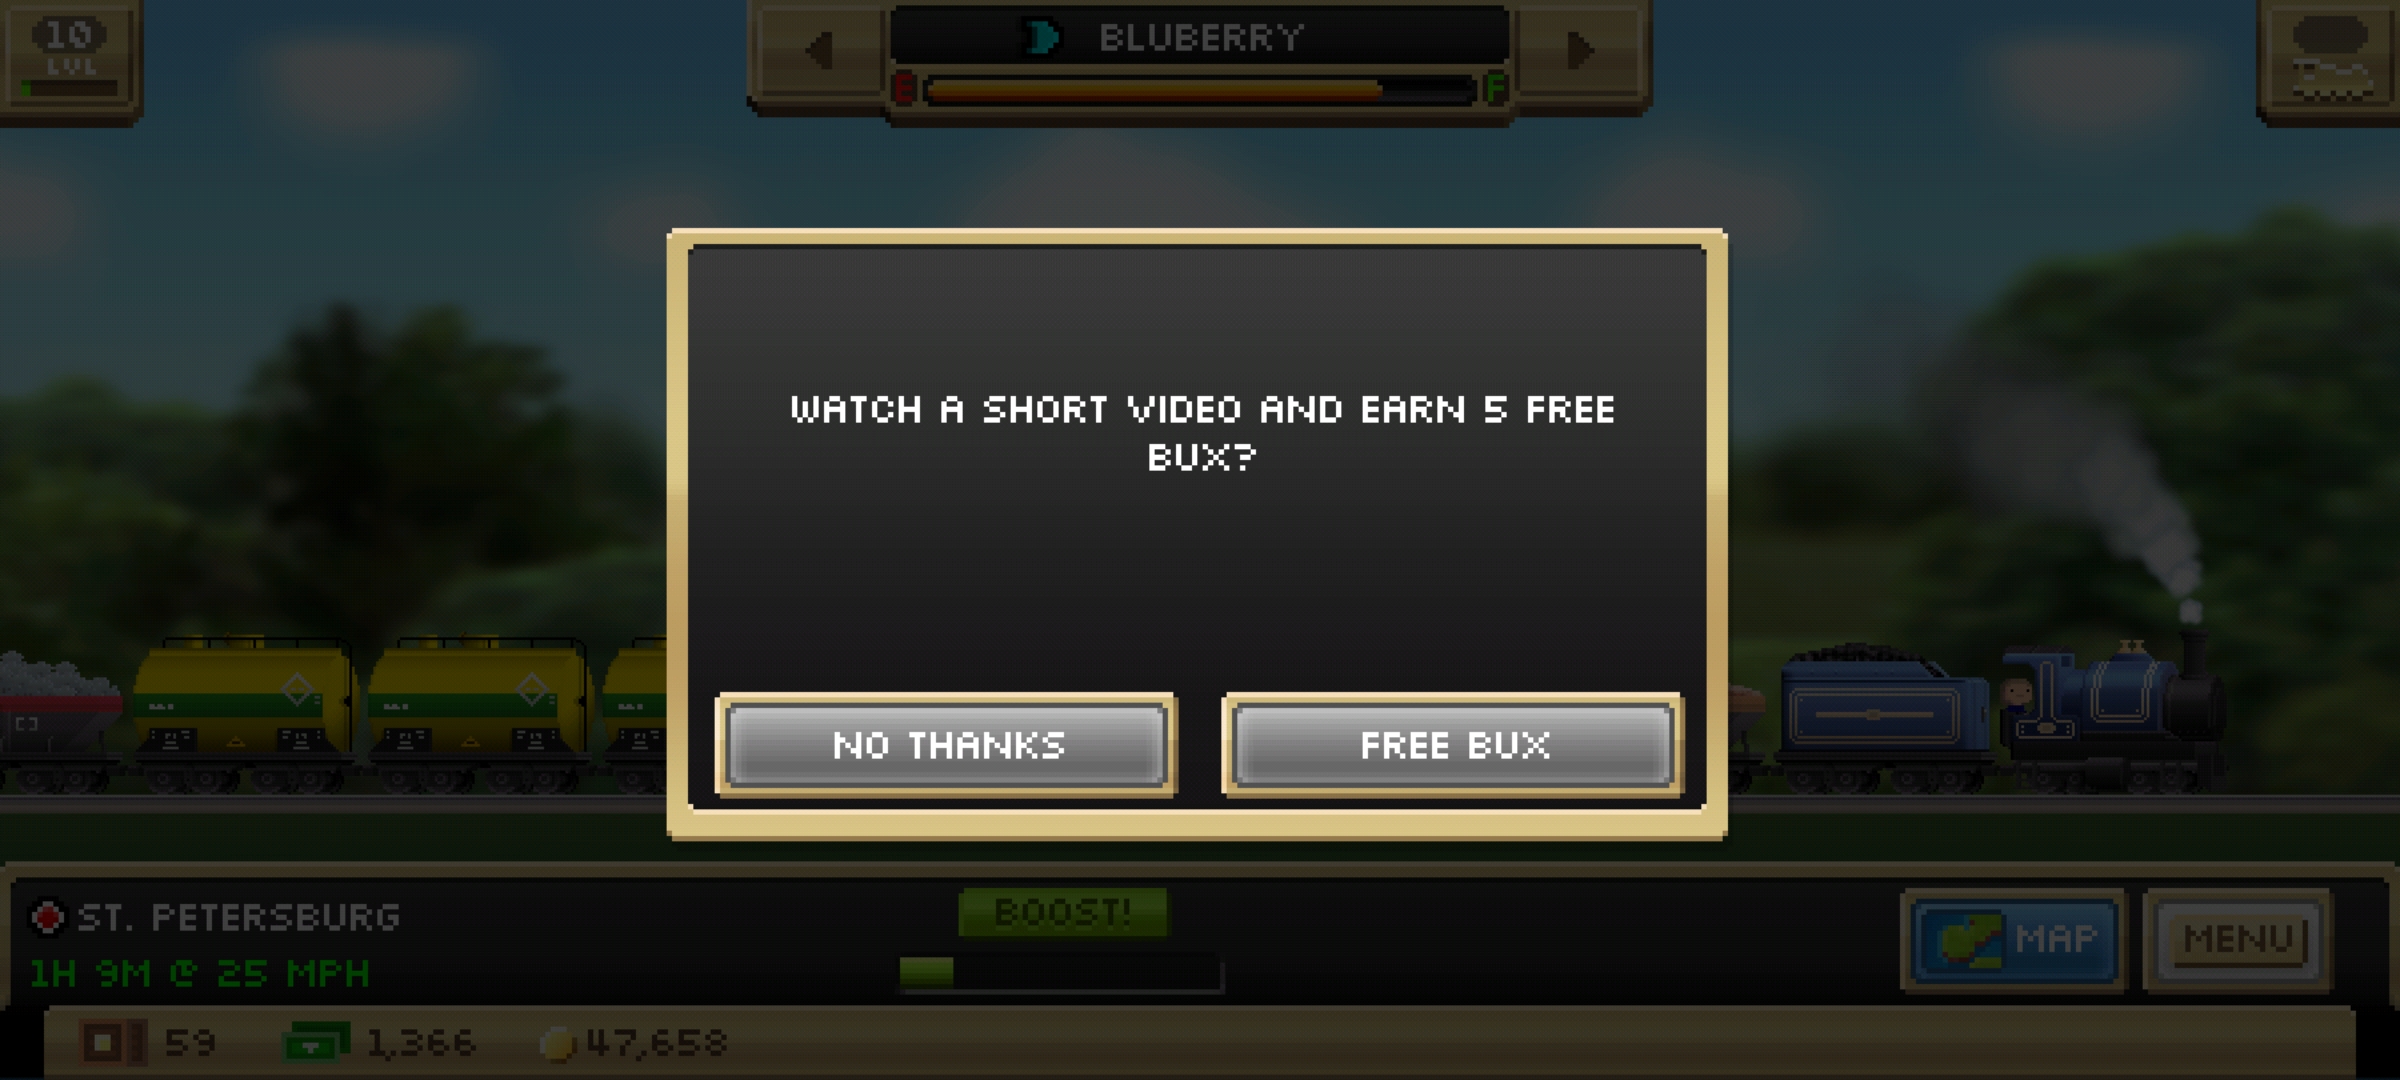 10
LVL
BLUBERRY
E F
WATCH A SHORT VIDEO AND EARN 5 FREE
BUX?
NO THANKS
FREE BUX
ST. PETERSBURG
1H 9M @ 25 MPH
BOOST!
MAP
MENU
59
1,366
47,658